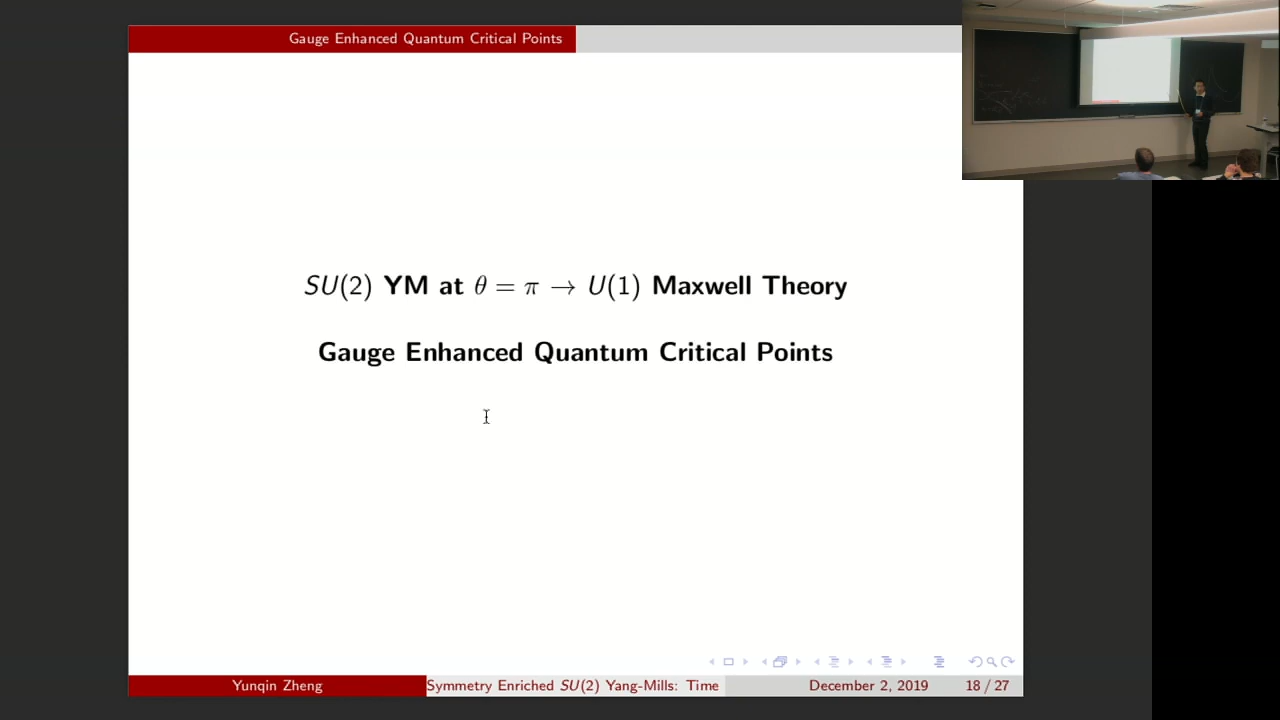 Gauge Enhanced Quantum Critical Points
SU(2) YM at θ = π → U(1) Maxwell Theory
Gauge Enhanced Quantum Critical Points
Yunqin Zheng
Symmetry Enriched SU(2) Yang-Mills: Time
December 2, 2019
18 / 27